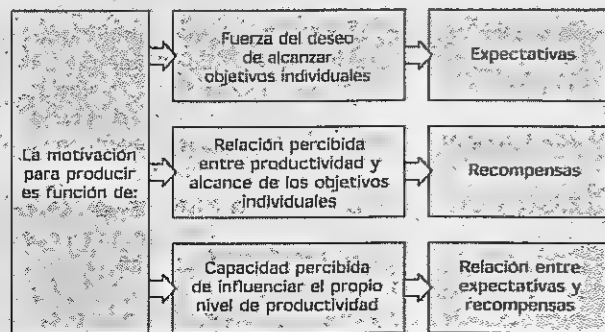 La motivación
para producir
es función de:
Fuerza del deseo
de alcanzar
objetivos individuales
Expectativas
Relación percibida
entre productividad y
alcance de los objetivos
individuales
Recompensas
Capacidad percibida
de influenciar el propio
nivel de productividad
Relación entre
expectativas y
recompensas